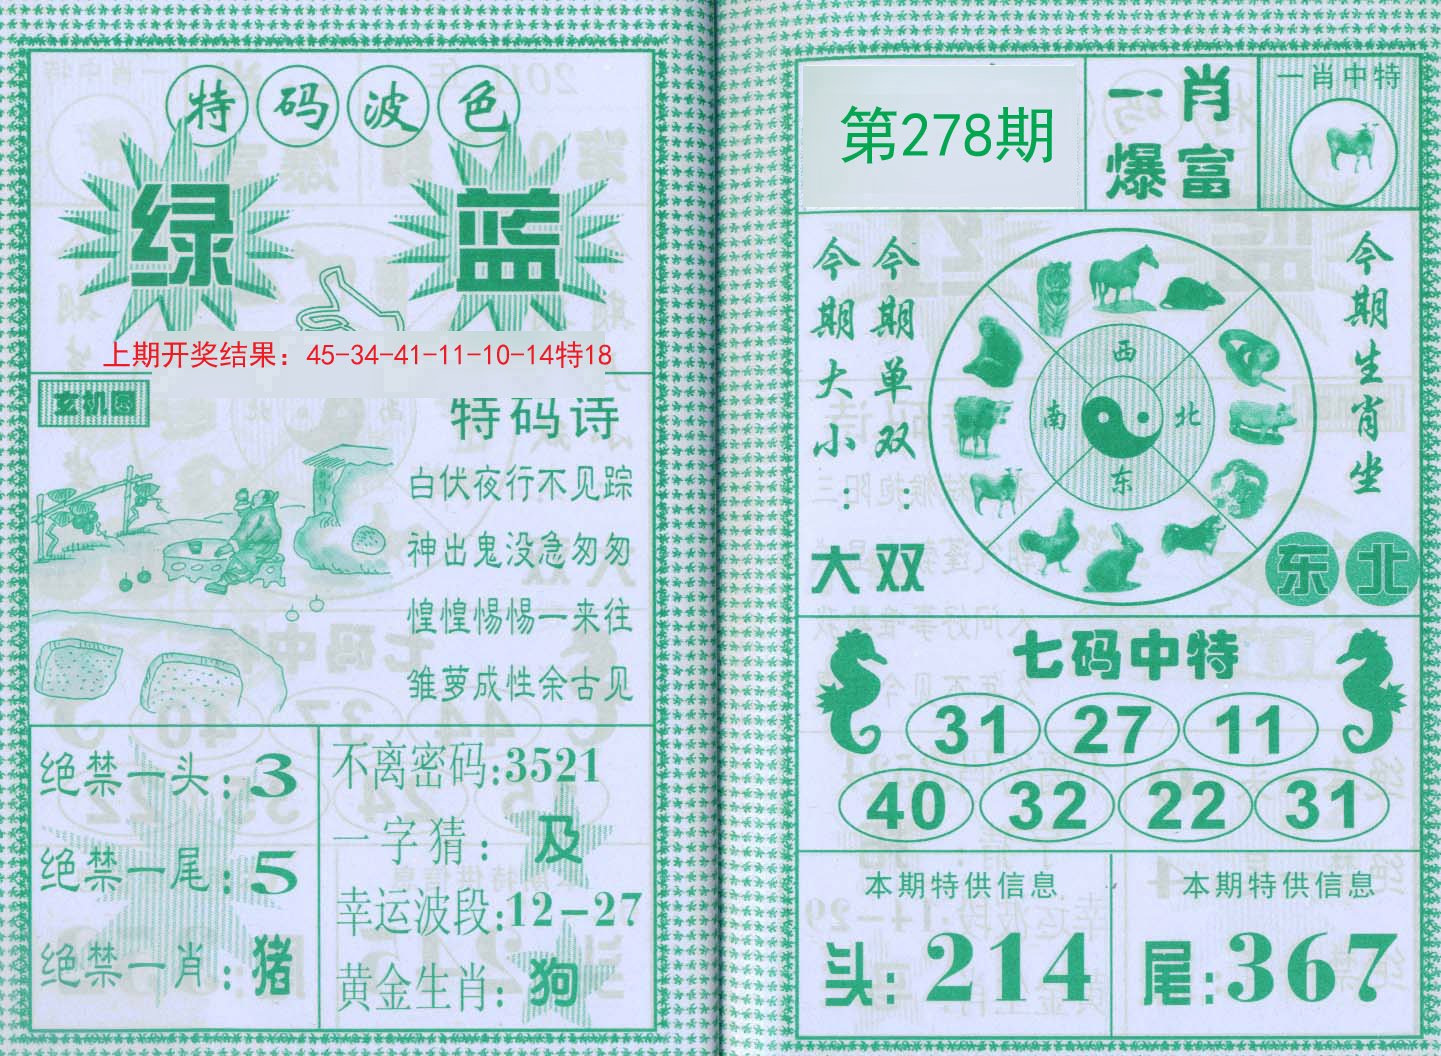 特码波色
绿 蓝
上期开奖结果：45-34-41-11-10-14特18
玄机图
特码诗
白伏夜行不见踪
神出鬼没急匆匆
惶惶惕惕一来往
雏萝成性余古见
绝禁一头：3
绝禁一尾：5
绝禁一肖：猪
不离密码：3521
一字猜：及
幸运波段：12-27
黄金生肖：狗
第278期
一肖
爆富
一肖中特
今期大小：大
今期单双：双
西
南
北
东
今期生肖坐
东北
七码中特
31 27 11
40 32 22 31
本期特供信息
头：214
本期特供信息
尾：367